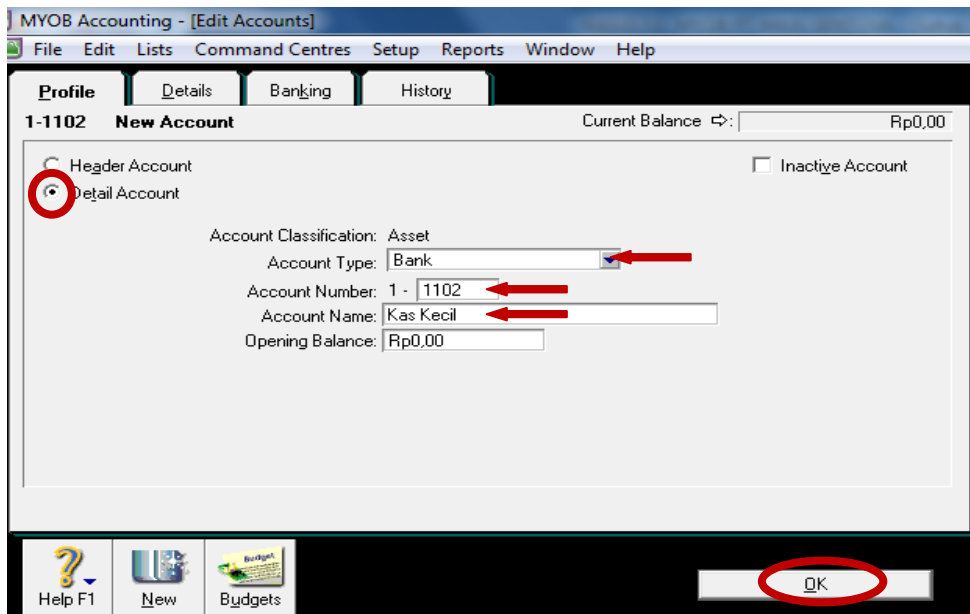 MYOB Accounting - [Edit Accounts]
File Edit Lists Command Centres Setup Reports Window Help
Profile Details Banking History
1-1102 New Account Current Balance ⇨: Rp0,00
Header Account Inactive Account
Detail Account
Account Classification: Asset
Account Type: Bank
Account Number: 1 - 1102
Account Name: Kas Kecil
Opening Balance: Rp0,00
Budget
Help F1 New Budgets OK